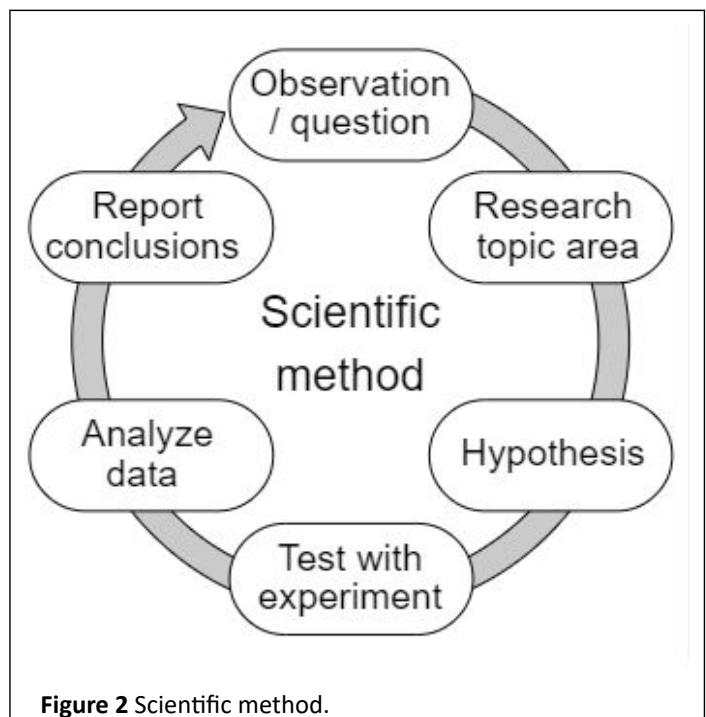 Observation
/ question
Research
topic area
Hypothesis
Test with
experiment
Analyze
data
Report
conclusions
Scientific
method
Figure 2 Scientific method.